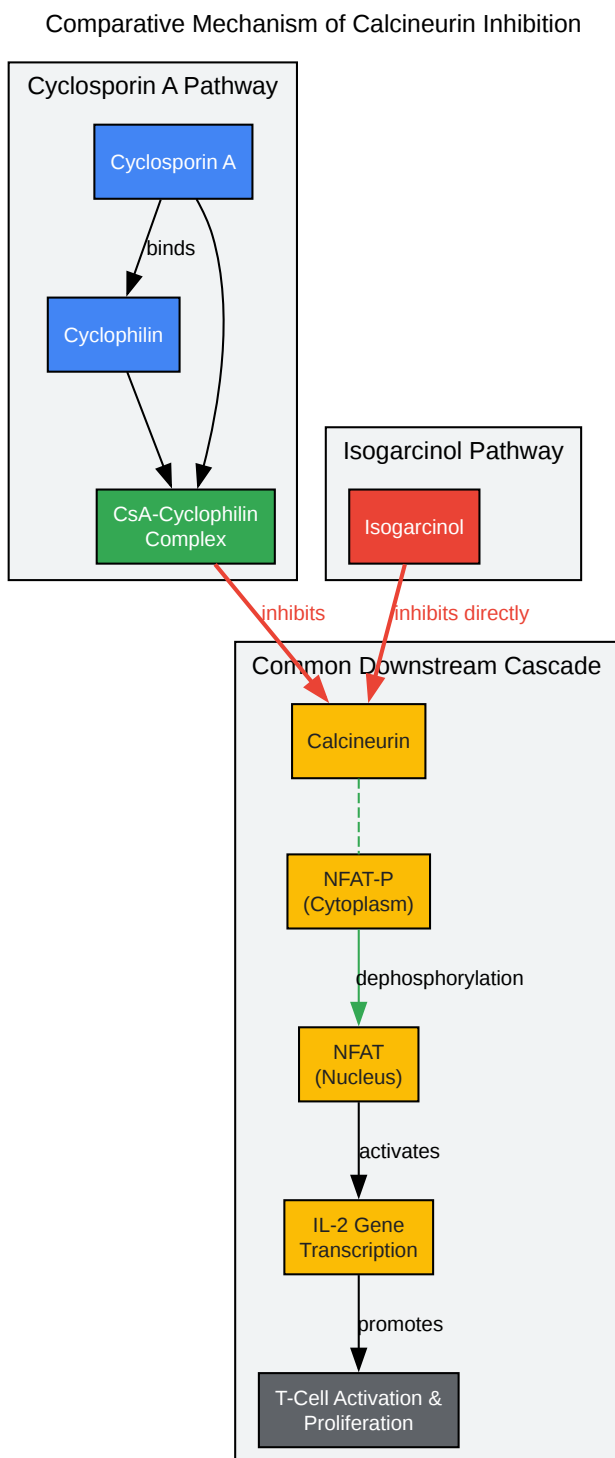 Comparative Mechanism of Calcineurin Inhibition
Cyclosporin A Pathway
Cyclosporin A
binds
Cyclophilin
CsA-Cyclophilin
Complex
Isogarcinol Pathway
Isogarcinol
inhibits
inhibits directly
Common Downstream Cascade
Calcineurin
NFAT-P
(Cytoplasm)
dephosphorylation
NFAT
(Nucleus)
activates
IL-2 Gene
Transcription
promotes
T-Cell Activation &
Proliferation